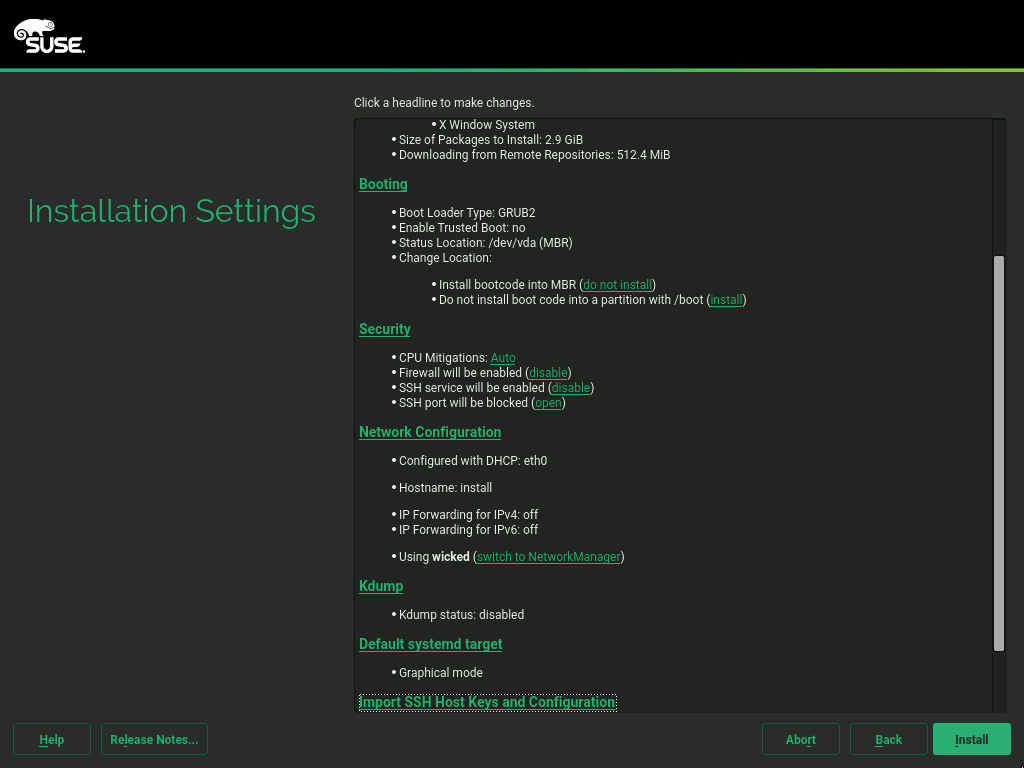 SUSE.
Click a headline to make changes.
Installation Settings
• X Window System
• Size of Packages to Install: 2.9 GiB
• Downloading from Remote Repositories: 512.4 MiB
Booting
• Boot Loader Type: GRUB2
• Enable Trusted Boot: no
• Status Location: /dev/vda (MBR)
• Change Location:
• Install bootcode into MBR (do not install)
• Do not install boot code into a partition with /boot (install)
Security
• CPU Mitigations: Auto
• Firewall will be enabled (disable)
• SSH service will be enabled (disable)
• SSH port will be blocked (open)
Network Configuration
• Configured with DHCP: eth0
• Hostname: install
• IP Forwarding for IPv4: off
• IP Forwarding for IPv6: off
• Using wicked (switch to NetworkManager)
Kdump
• Kdump status: disabled
Default systemd target
• Graphical mode
Import SSH Host Keys and Configuration
Help
Release Notes...
Abort
Back
Install